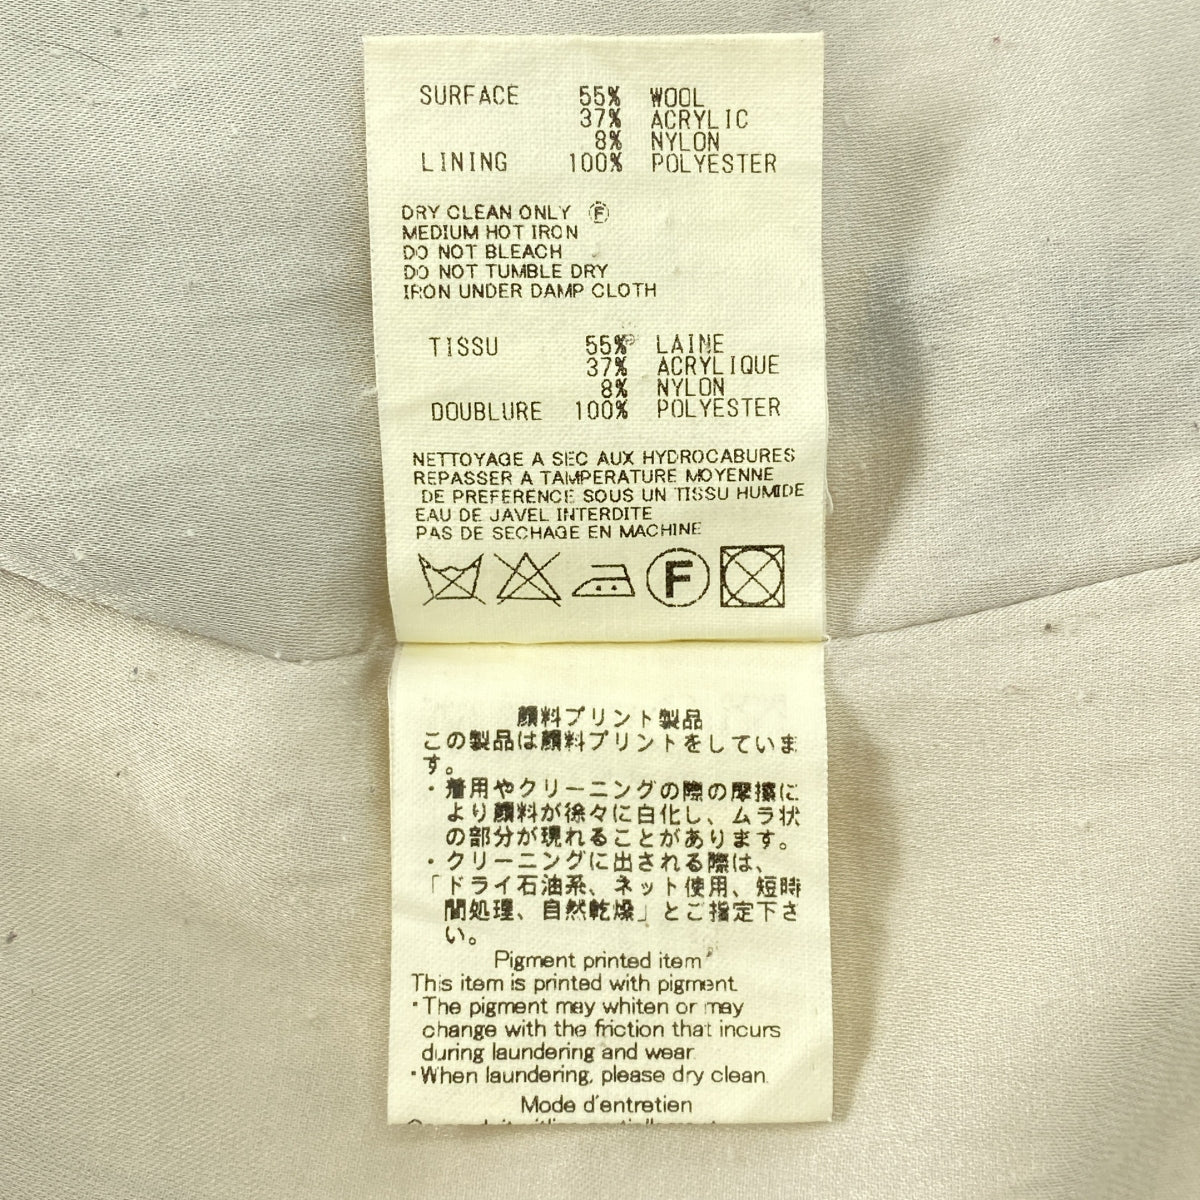 SURFACE 55% WOOL
37% ACRYLIC
8% NYLON
LINING 100% POLYESTER
DRY CLEAN ONLY Ⓕ
MEDIUM HOT IRON
DO NOT BLEACH
DO NOT TUMBLE DRY
IRON UNDER DAMP CLOTH
TISSU 55% LAINE
37% ACRYLIQUE
8% NYLON
DOUBLURE 100% POLYESTER
NETTOYAGE A SEC AUX HYDROCABURES
REPASSER A TAMPERATURE MOYENNE
DE PREFERENCE SOUS UN TISSU HUMIDE
EAU DE JAVEL INTERDITE
PAS DE SECHAGE EN MACHINE
F
顔料プリント製品
この製品は顔料プリントをしていま
す。
・着用やクリーニングの際の摩擦に
より顔料が徐々に白化し、ムラ状
の部分が現れることがあります。
・クリーニングに出される際は、
「ドライ石油系、ネット使用、短時
間処理、自然乾燥」とご指定下さ
い。
Pigment printed item
This item is printed with pigment.
・The pigment may whiten or may
change with the friction that incurs
during laundering and wear.
・When laundering, please dry clean.
Mode d'entretien